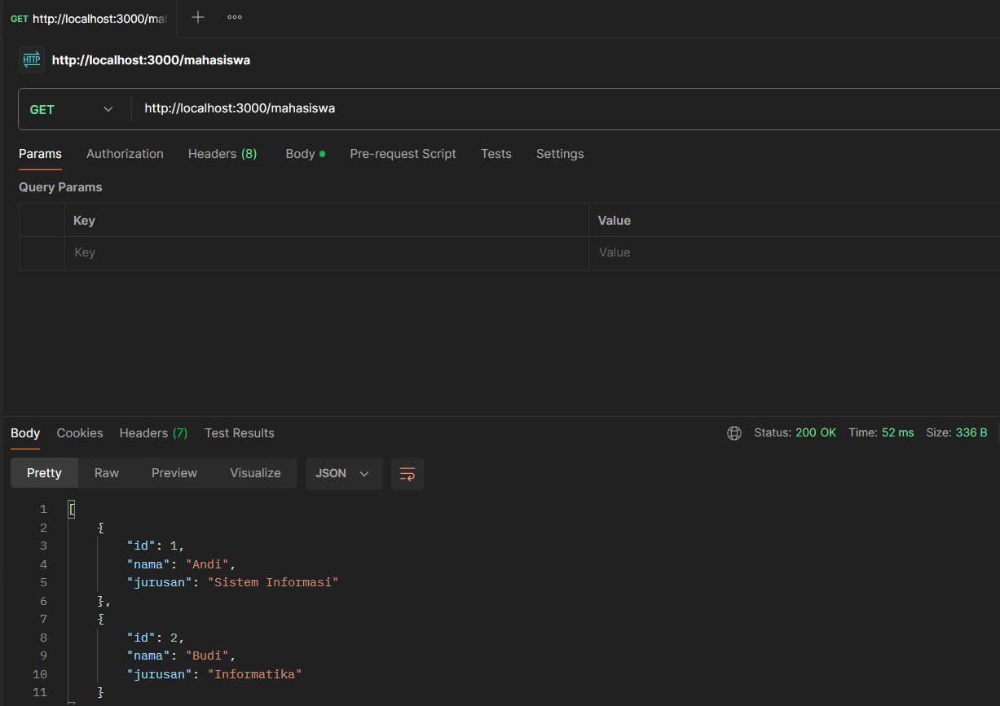 GET http://localhost:3000/mal
HTTP http://localhost:3000/mahasiswa
GET http://localhost:3000/mahasiswa
Params Authorization Headers (8) Body Pre-request Script Tests Settings
Query Params
Key Value
Key Value
Body Cookies Headers (7) Test Results Status: 200 OK Time: 52 ms Size: 336 B
Pretty Raw Preview Visualize JSON
1 [
2 {
3 "id": 1,
4 "nama": "Andi",
5 "jurusan": "Sistem Informasi"
6 },
7 {
8 "id": 2,
9 "nama": "Budi",
10 "jurusan": "Informatika"
11 }